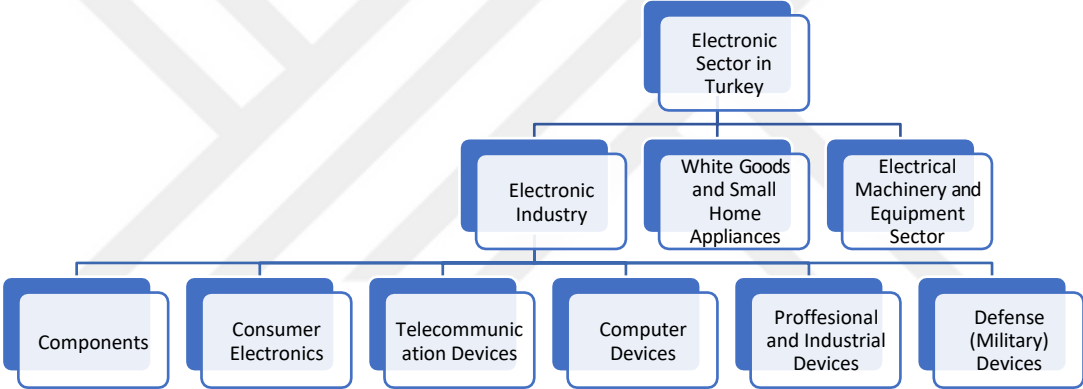 Electronic
Sector in
Turkey
Electronic
Industry
White Goods
and Small
Home
Appliances
Electrical
Machinery and
Equipment
Sector
Components
Consumer
Electronics
Telecommunic
ation Devices
Computer
Devices
Proffesional
and Industrial
Devices
Defense
(Military)
Devices